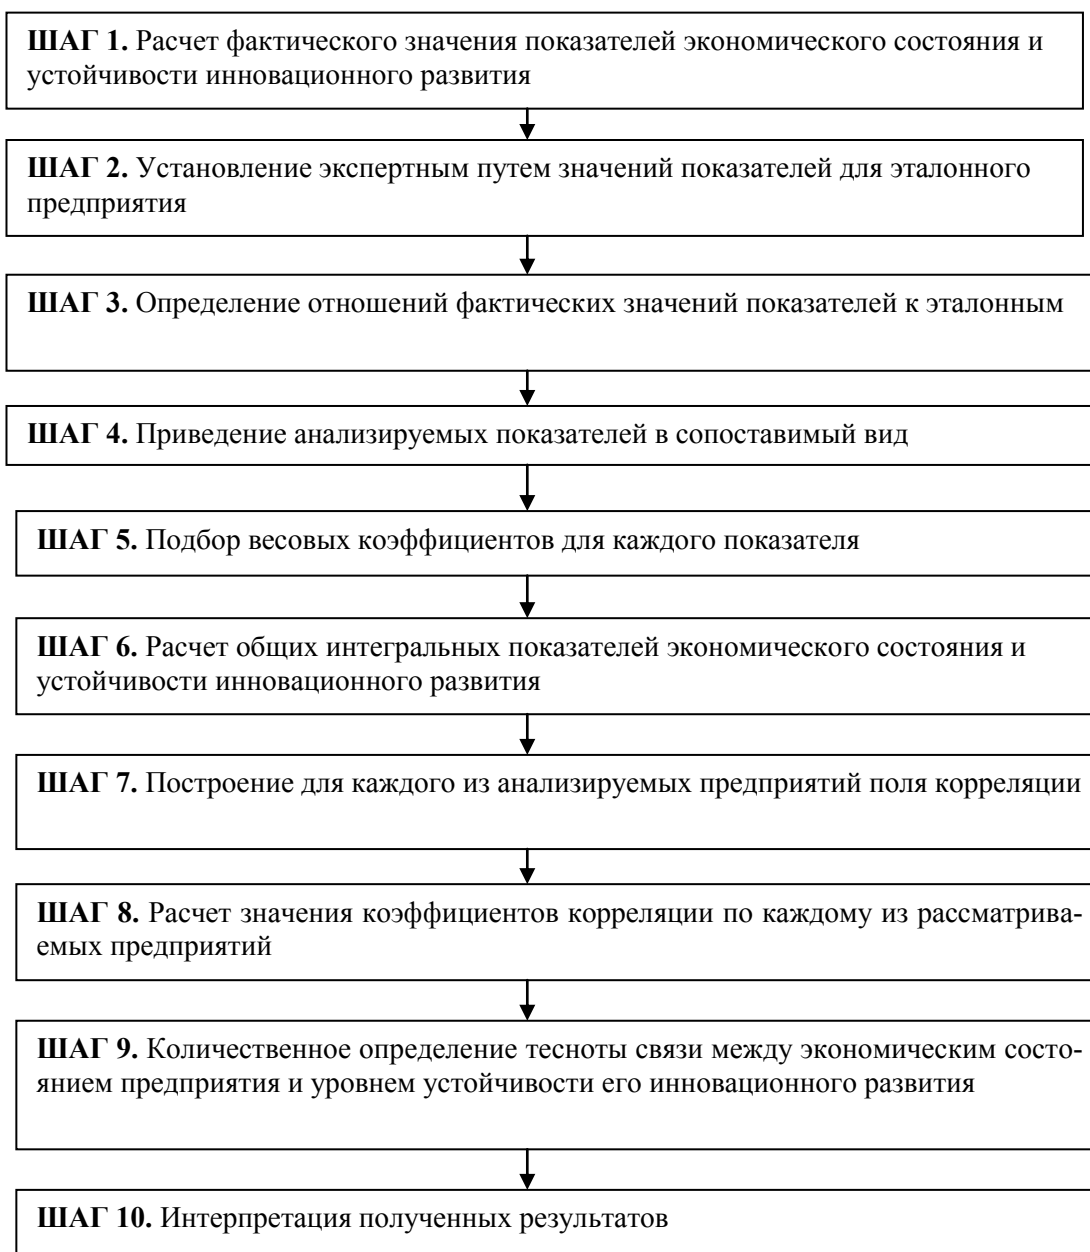 ШАГ 1. Расчет фактического значения показателей экономического состояния и
устойчивости инновационного развития
ШАГ 2. Установление экспертным путем значений показателей для эталонного
предприятия
ШАГ 3. Определение отношений фактических значений показателей к эталонным
ШАГ 4. Приведение анализируемых показателей в сопоставимый вид
ШАГ 5. Подбор весовых коэффициентов для каждого показателя
ШАГ 6. Расчет общих интегральных показателей экономического состояния и
устойчивости инновационного развития
ШАГ 7. Построение для каждого из анализируемых предприятий поля корреляции
ШАГ 8. Расчет значения коэффициентов корреляции по каждому из рассматрива-
емых предприятий
ШАГ 9. Количественное определение тесноты связи между экономическим состо-
янием предприятия и уровнем устойчивости его инновационного развития
ШАГ 10. Интерпретация полученных результатов